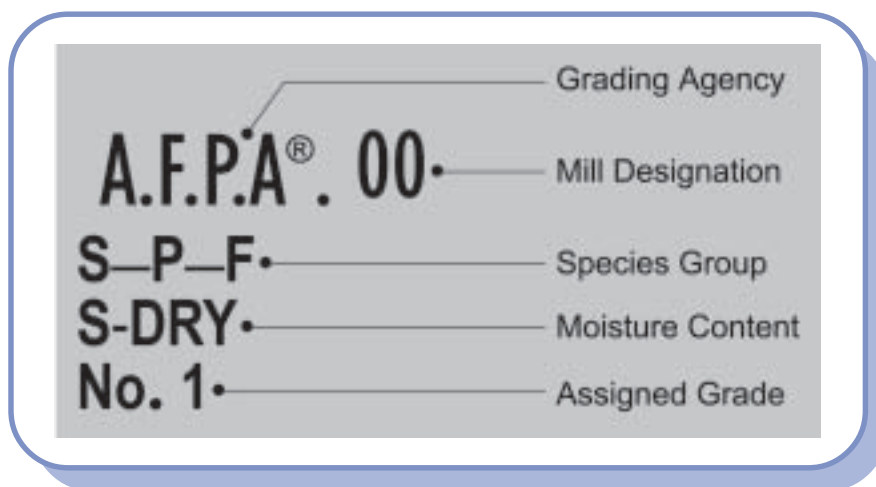 Grading Agency
A.F.P.A®. 00 Mill Designation
S—P—F Species Group
S-DRY Moisture Content
No. 1 Assigned Grade